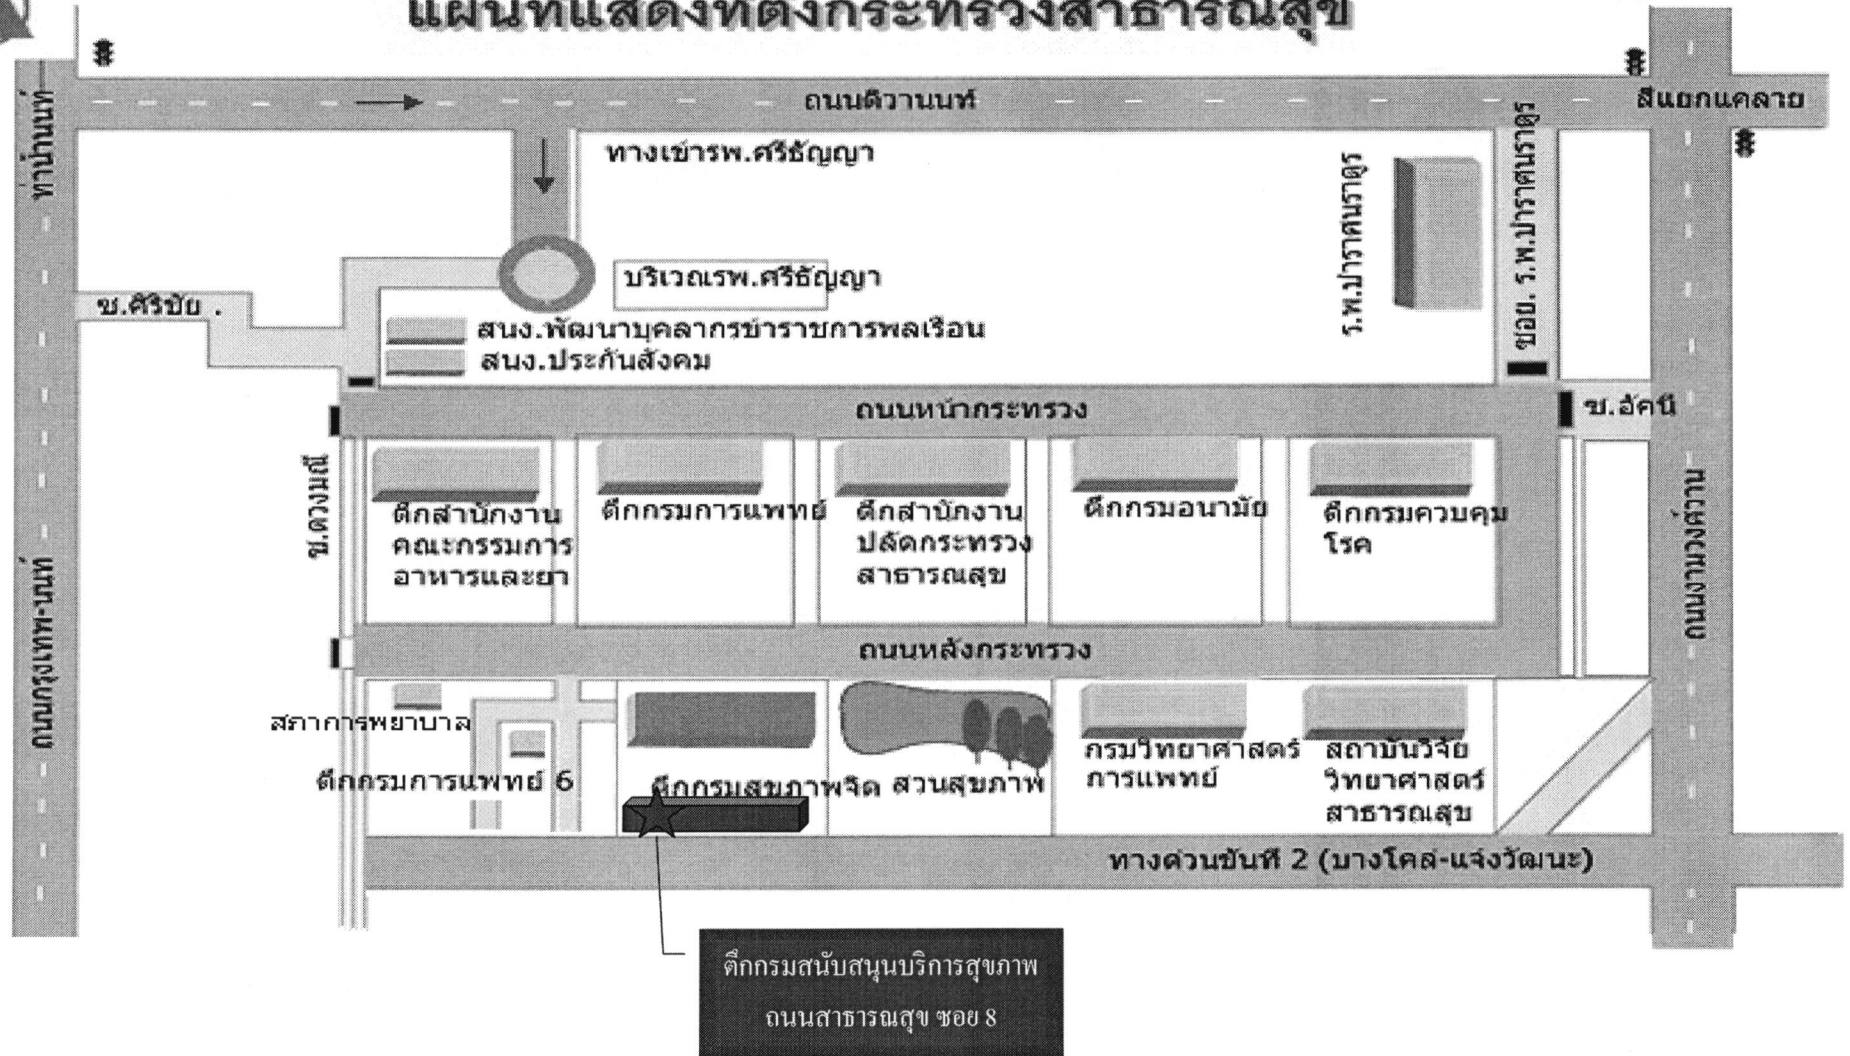 แผนที่แสดงที่ตั้งกระทรวงสาธารณสุข
ถนนติวานนท์
สี่แยกแคลาย
ท่าน้ำนนท์
ทางเข้ารพ.ศรีธัญญา
ร.พ.บำราศนราดูร
ซอย. ร.พ.บำราศนราดูร
บริเวณรพ.ศรีธัญญา
ซ.ศิริชัย .
สนง.พัฒนาบุคลากรข้าราชการพลเรือน
สนง.ประกันสังคม
ถนนหน้ากระทรวง
ซ.อัคนี
ซ.ดวงมณี
ตึกสำนักงาน
คณะกรรมการ
อาหารและยา
ตึกกรมการแพทย์
ตึกสำนักงาน
ปลัดกระทรวง
สาธารณสุข
ตึกกรมอนามัย
ตึกกรมควบคุม
โรค
ถนนงามวงศ์วาน
ถนนกรุงเทพ-นนท์
ถนนหลังกระทรวง
สภาการพยาบาล
ตึกกรมการแพทย์ 6
ตึกกรมสุขภาพจิต
สวนสุขภาพ
กรมวิทยาศาสตร์
การแพทย์
สถาบันวิจัย
วิทยาศาสตร์
สาธารณสุข
ทางด่วนขั้นที่ 2 (บางโคล่-แจ้งวัฒนะ)
ตึกกรมสนับสนุนบริการสุขภาพ
ถนนสาธารณสุข ซอย 8